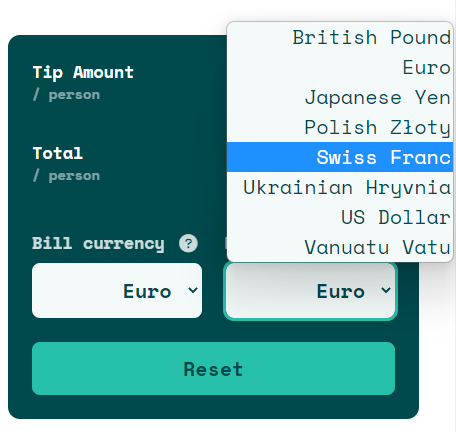 British Pound
Euro
Japanese Yen
Polish Złoty
Swiss Franc
Ukrainian Hryvnia
US Dollar
Vanuatu Vatu
Tip Amount
/ person
Total
/ person
Bill currency ?
Euro
Euro
Reset